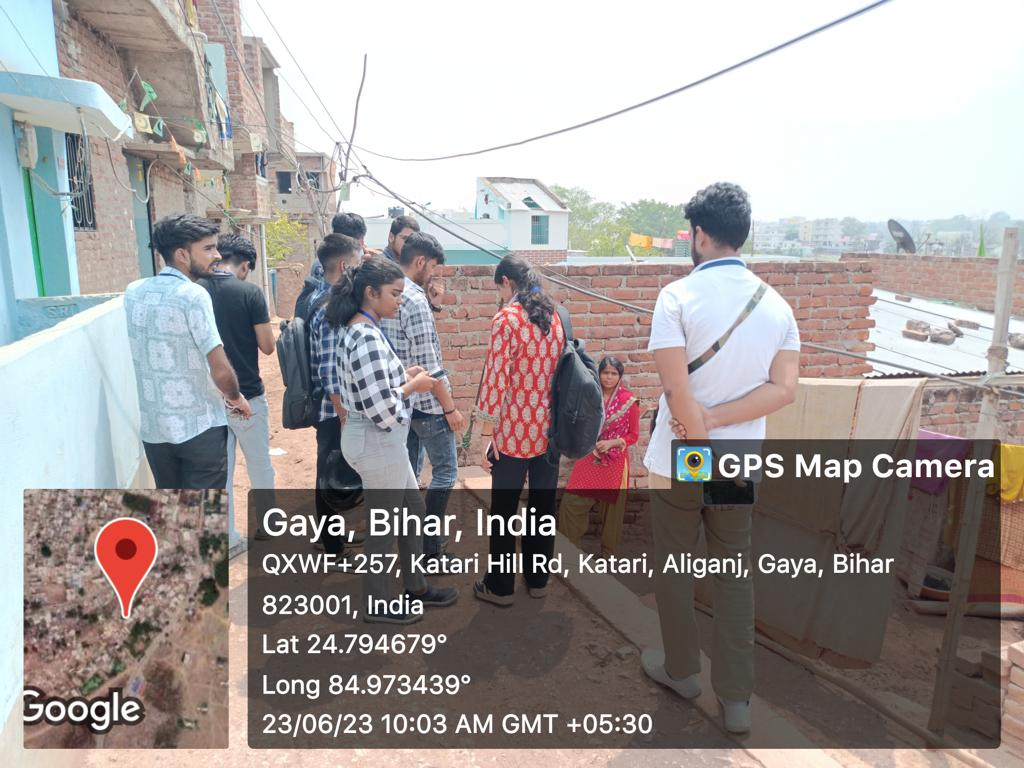 SRI
GPS Map Camera
Gaya, Bihar, India
QXWF+257, Katari Hill Rd, Katari, Aliganj, Gaya, Bihar
823001, India
Lat 24.794679°
Long 84.973439°
23/06/23 10:03 AM GMT +05:30
Google